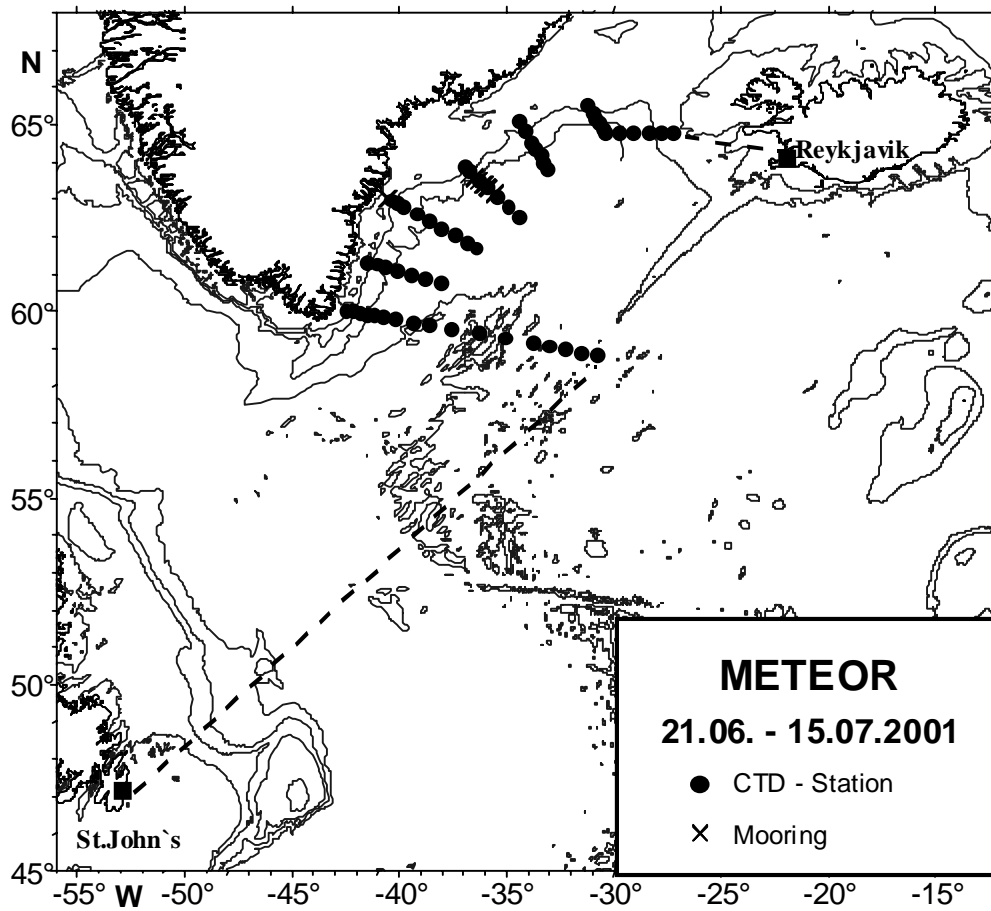 N
65°
Reykjavik
60°
55°
50°
St.John`s
45°
-55° W -50° -45° -40° -35° -30° -25° -20° -15°
METEOR
21.06. - 15.07.2001
CTD - Station
Mooring